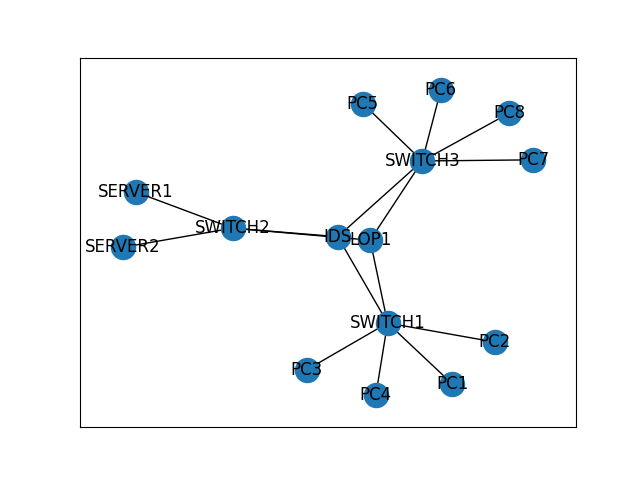 PC6
PC5
PC8
SWITCH3
PC7
SERVER1
SWITCH2
IDS
LOP1
SERVER2
SWITCH1
PC2
PC3
PC1
PC4